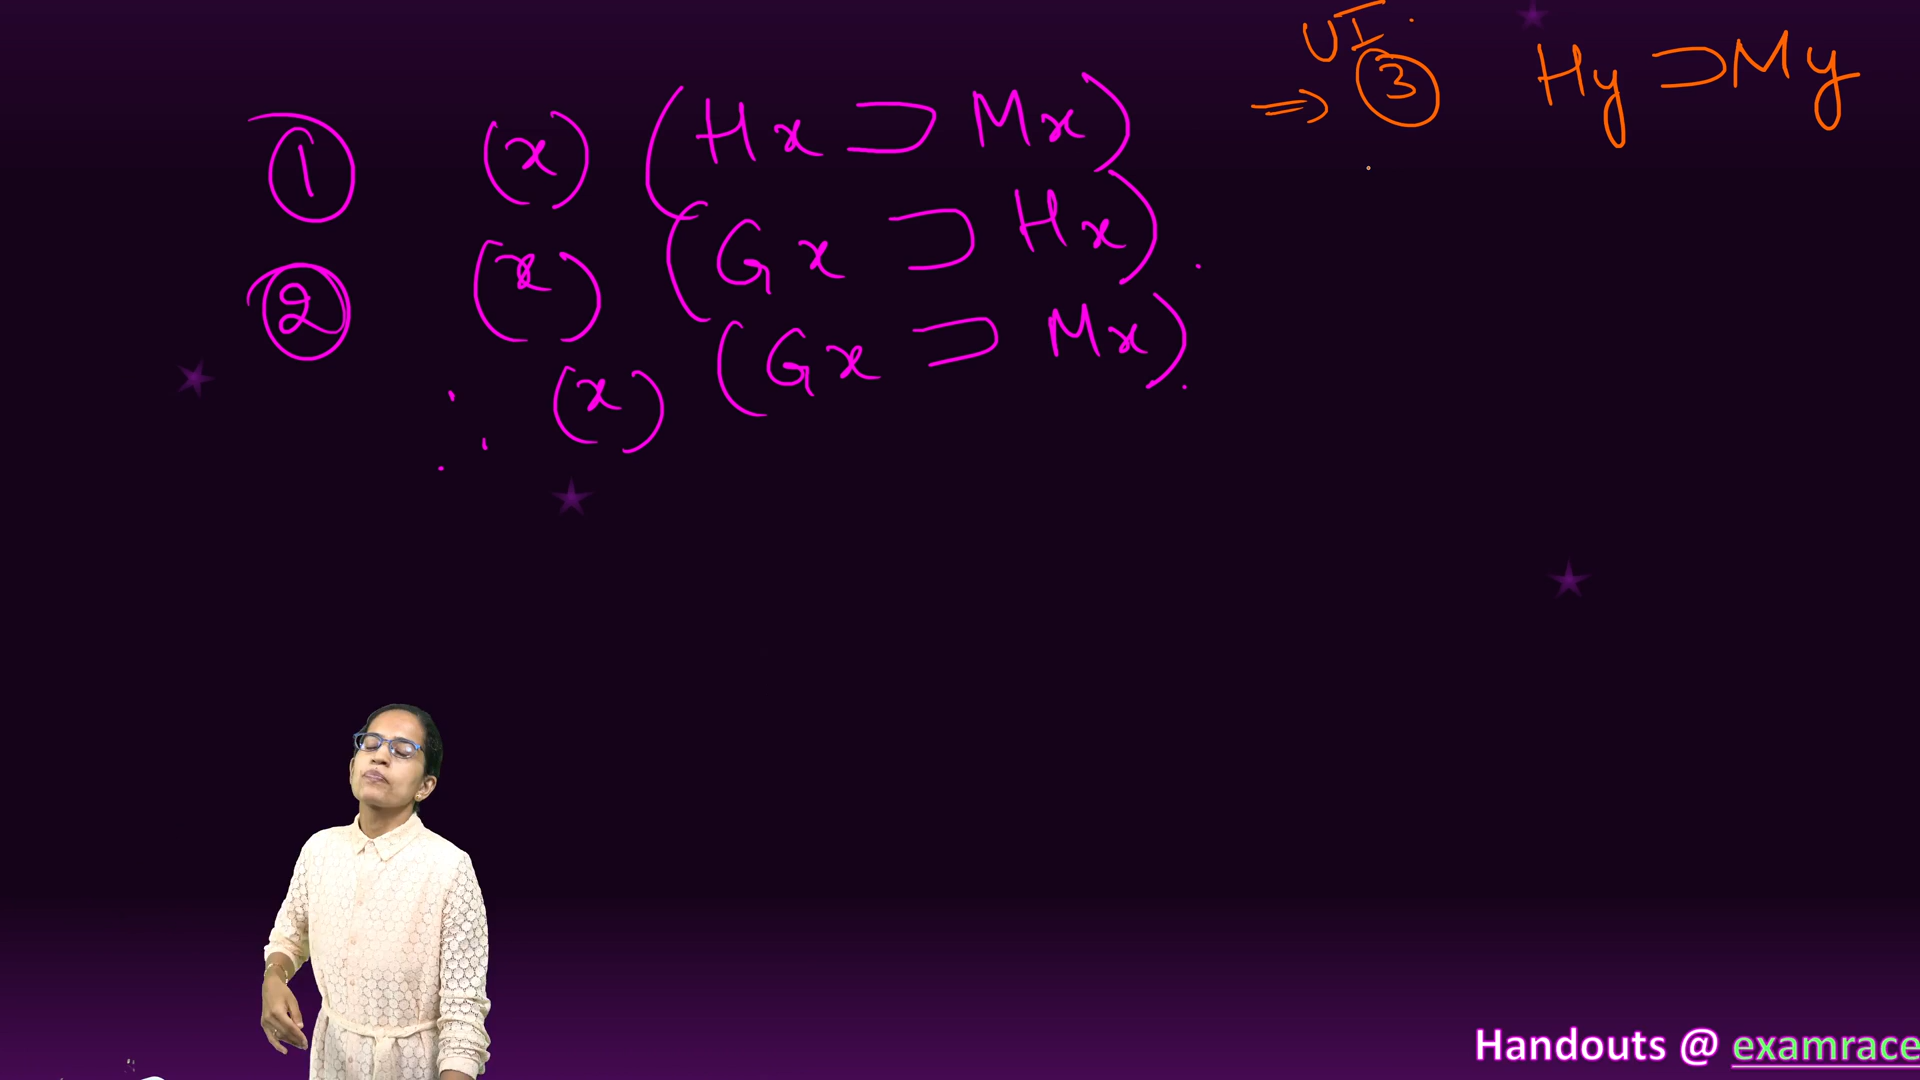 ① (x) (Hx ⊃ Mx)
② (x) (Gx ⊃ Hx).
∴ (x) (Gx ⊃ Mx).
UI.
⇒ ③ Hy ⊃ My
Handouts @ examrace